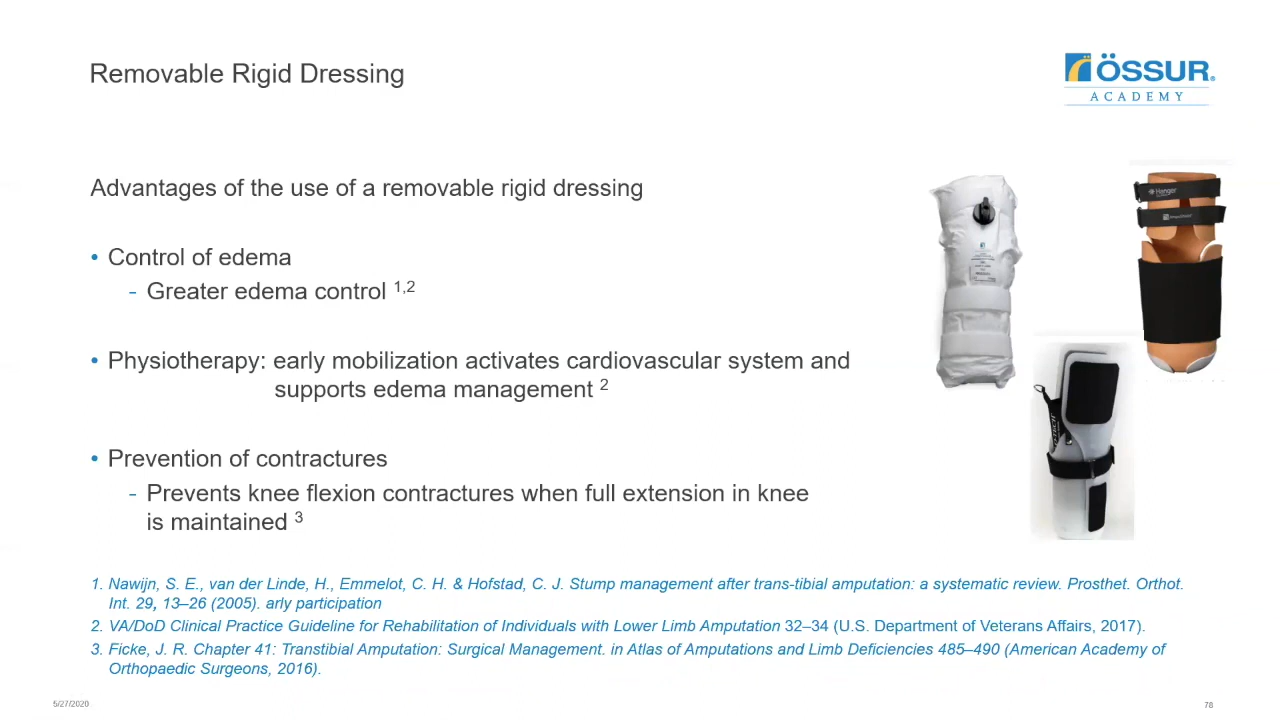 Removable Rigid Dressing
ÖSSUR®
ACADEMY
Advantages of the use of a removable rigid dressing
• Control of edema
- Greater edema control 1,2
• Physiotherapy: early mobilization activates cardiovascular system and
supports edema management 2
• Prevention of contractures
- Prevents knee flexion contractures when full extension in knee
is maintained 3
Hanger
1. Nawijn, S. E., van der Linde, H., Emmelot, C. H. & Hofstad, C. J. Stump management after trans-tibial amputation: a systematic review. Prosthet. Orthot.
Int. 29, 13–26 (2005). arly participation
2. VA/DoD Clinical Practice Guideline for Rehabilitation of Individuals with Lower Limb Amputation 32–34 (U.S. Department of Veterans Affairs, 2017).
3. Ficke, J. R. Chapter 41: Transtibial Amputation: Surgical Management. in Atlas of Amputations and Limb Deficiencies 485–490 (American Academy of
Orthopaedic Surgeons, 2016).
5/27/2020
78